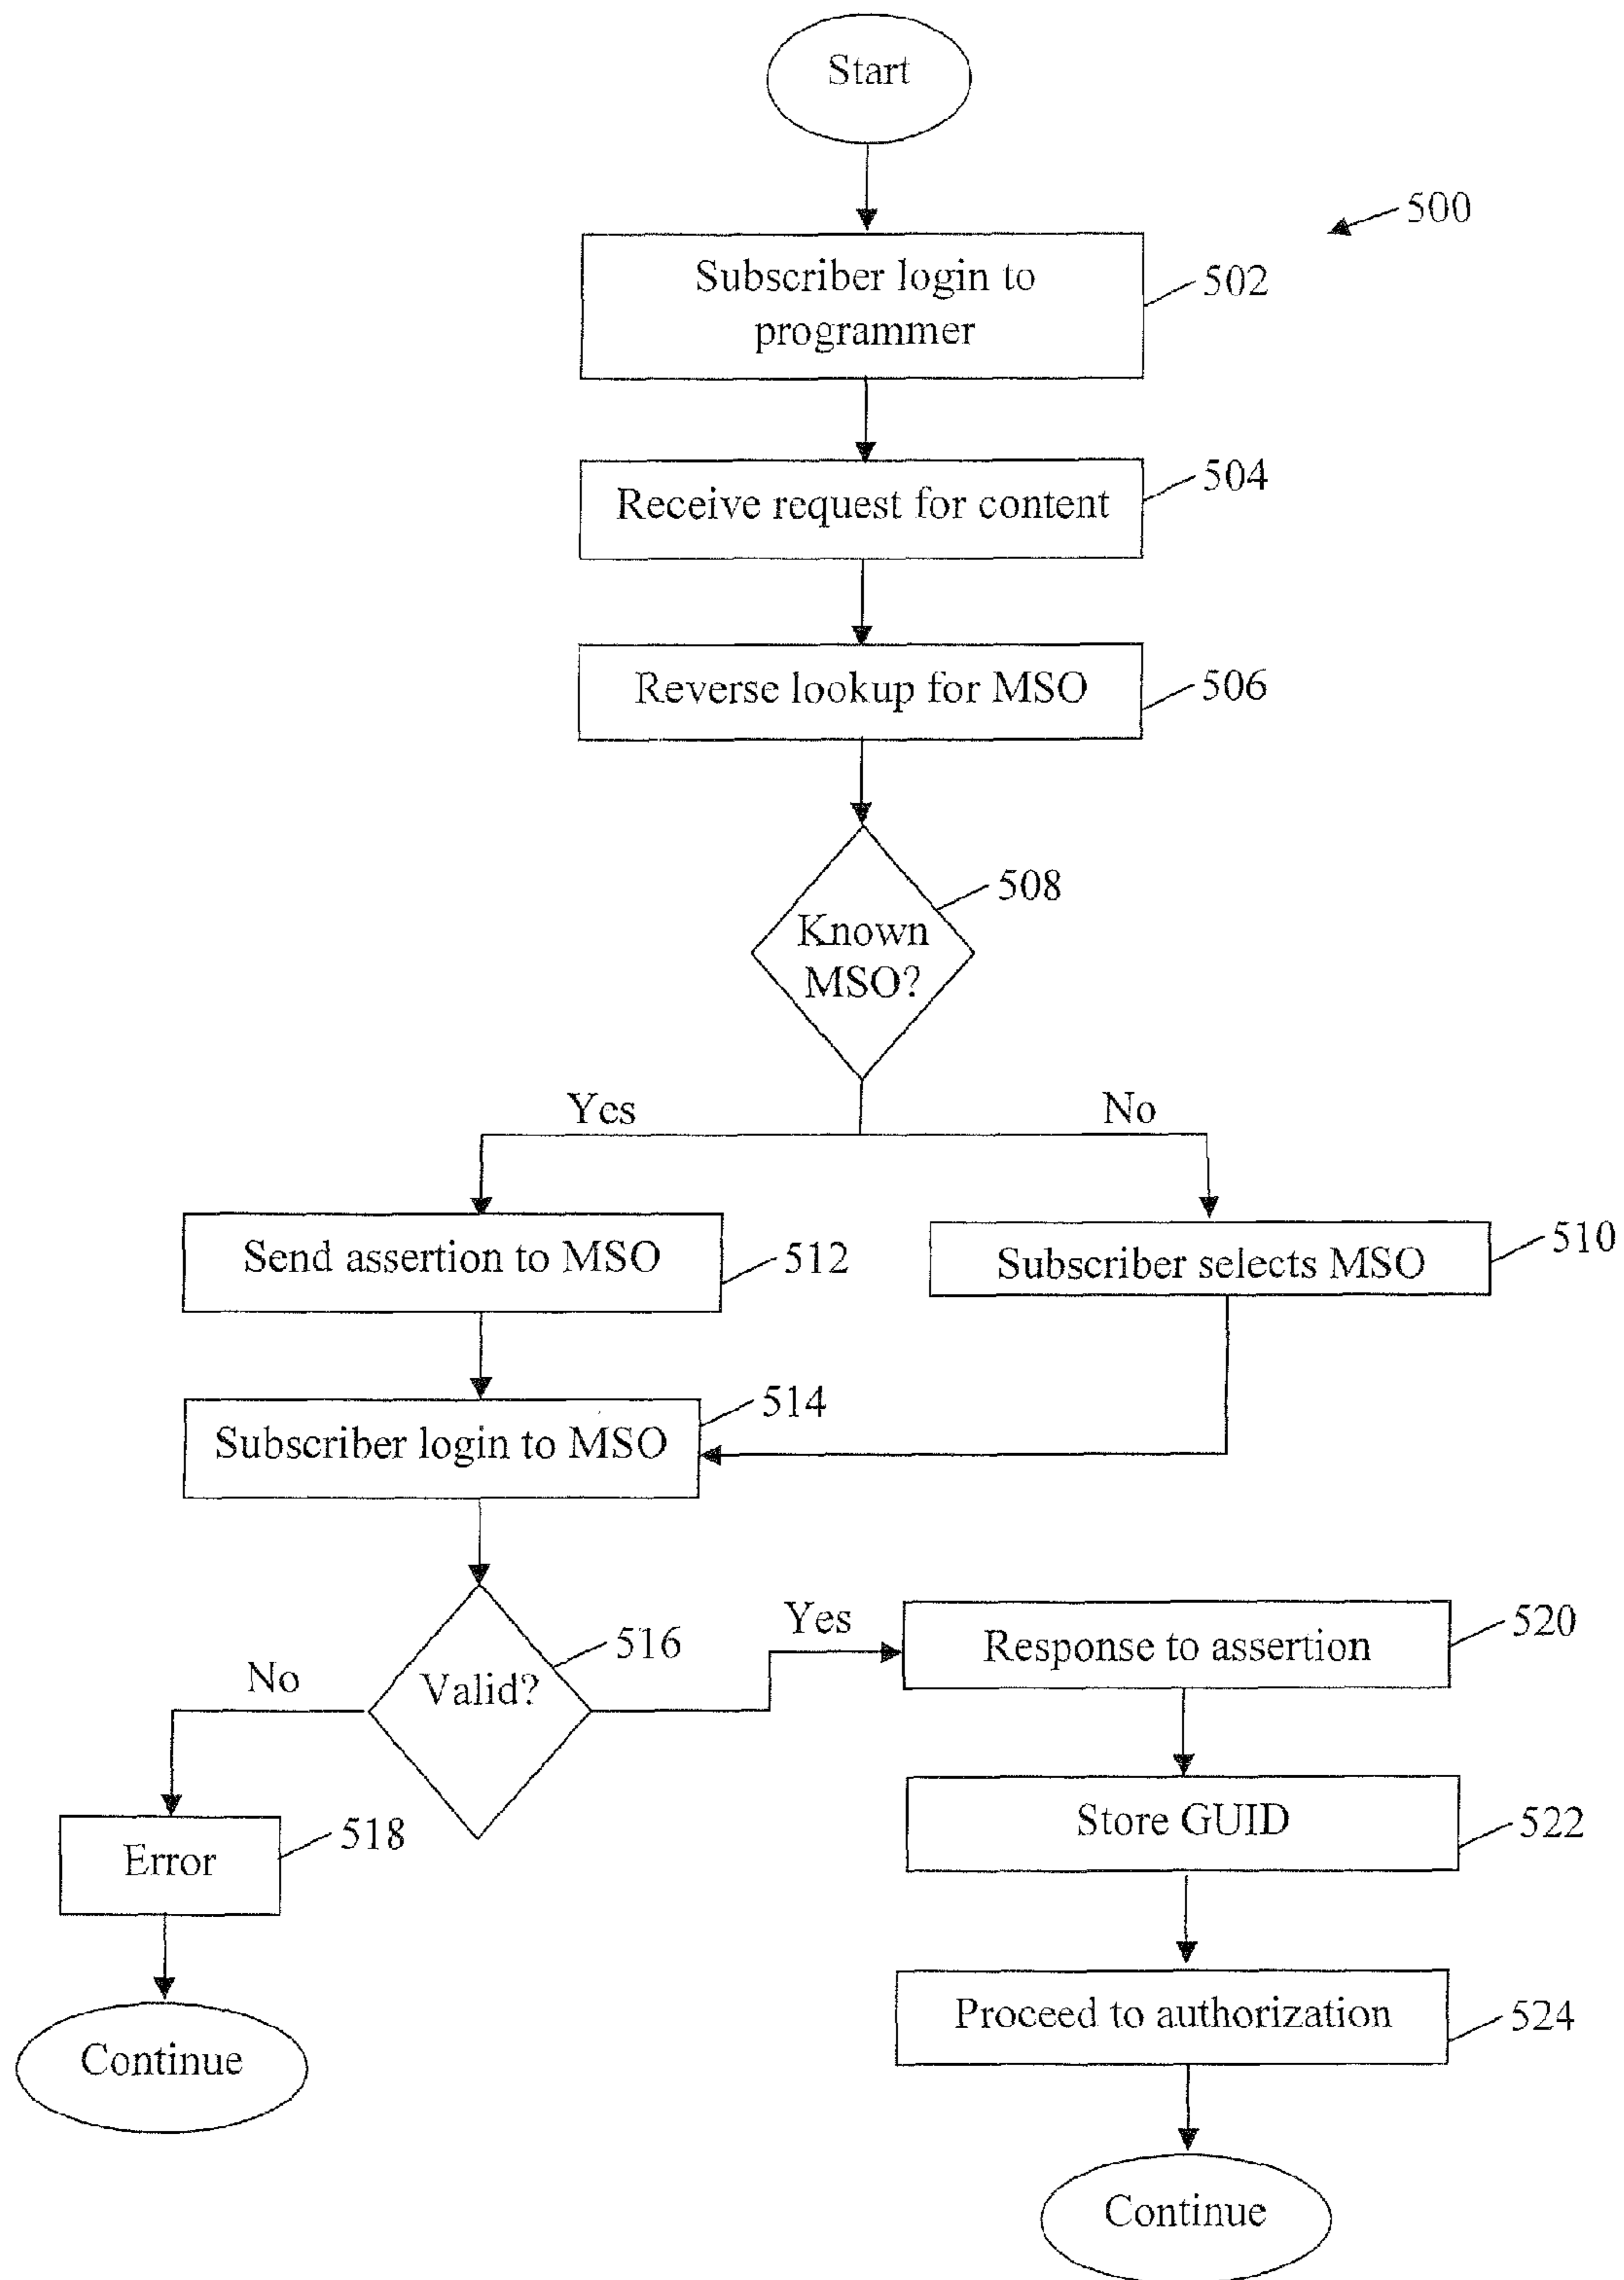 Start
500
Subscriber login to
programmer
502
Receive request for content
504
Reverse lookup for MSO
506
508
Known
MSO?
Yes
No
Send assertion to MSO
512
Subscriber selects MSO
510
Subscriber login to MSO
514
Valid?
516
No
Yes
Response to assertion
520
Error
518
Store GUID
522
Continue
Proceed to authorization
524
Continue